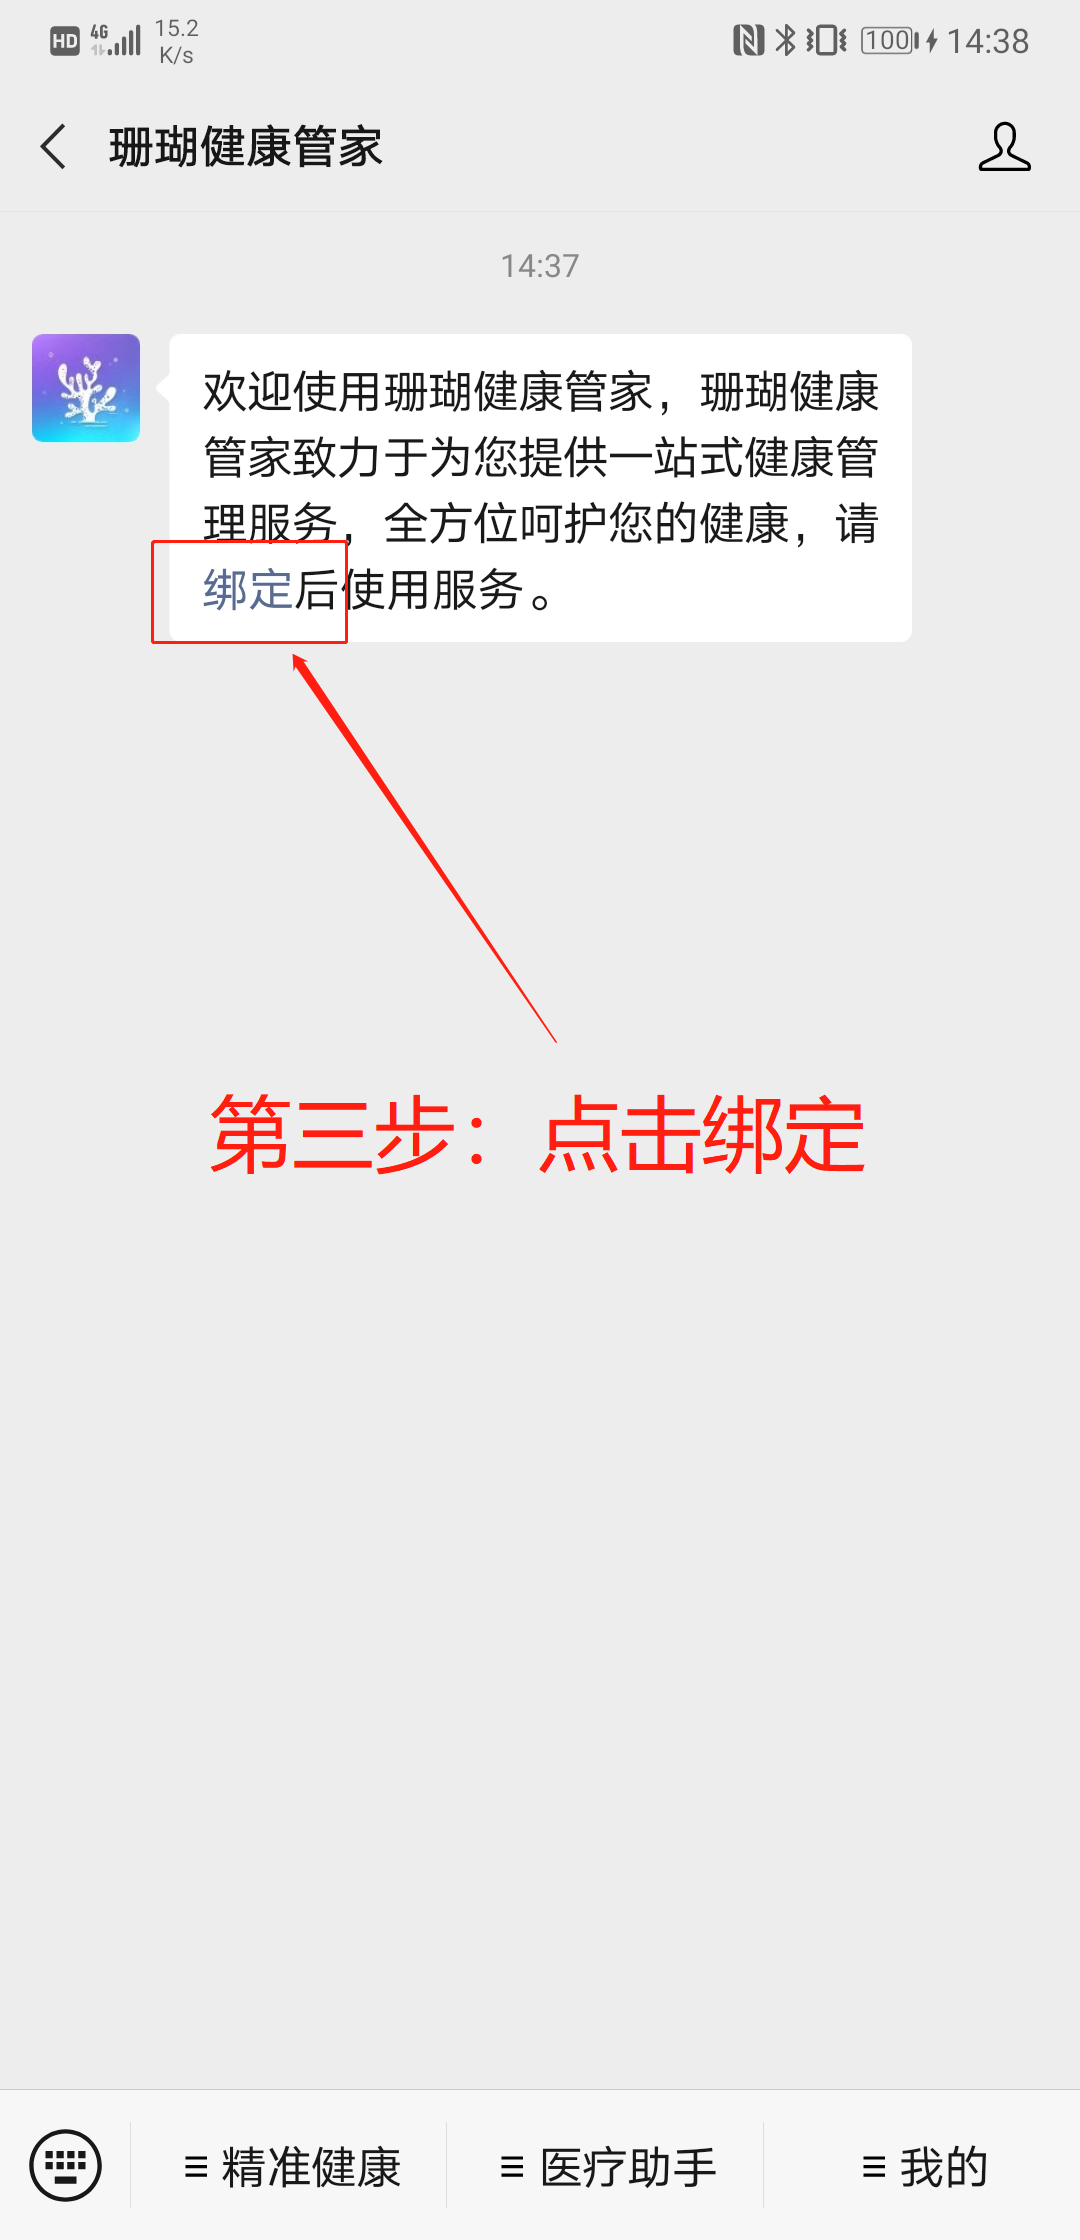 HD 4G 15.2 K/s 100 14:38
珊瑚健康管家
14:37
欢迎使用珊瑚健康管家，珊瑚健康
管家致力于为您提供一站式健康管
理服务，全方位呵护您的健康，请
绑定后使用服务。
第三步：点击绑定
精准健康 医疗助手 我的